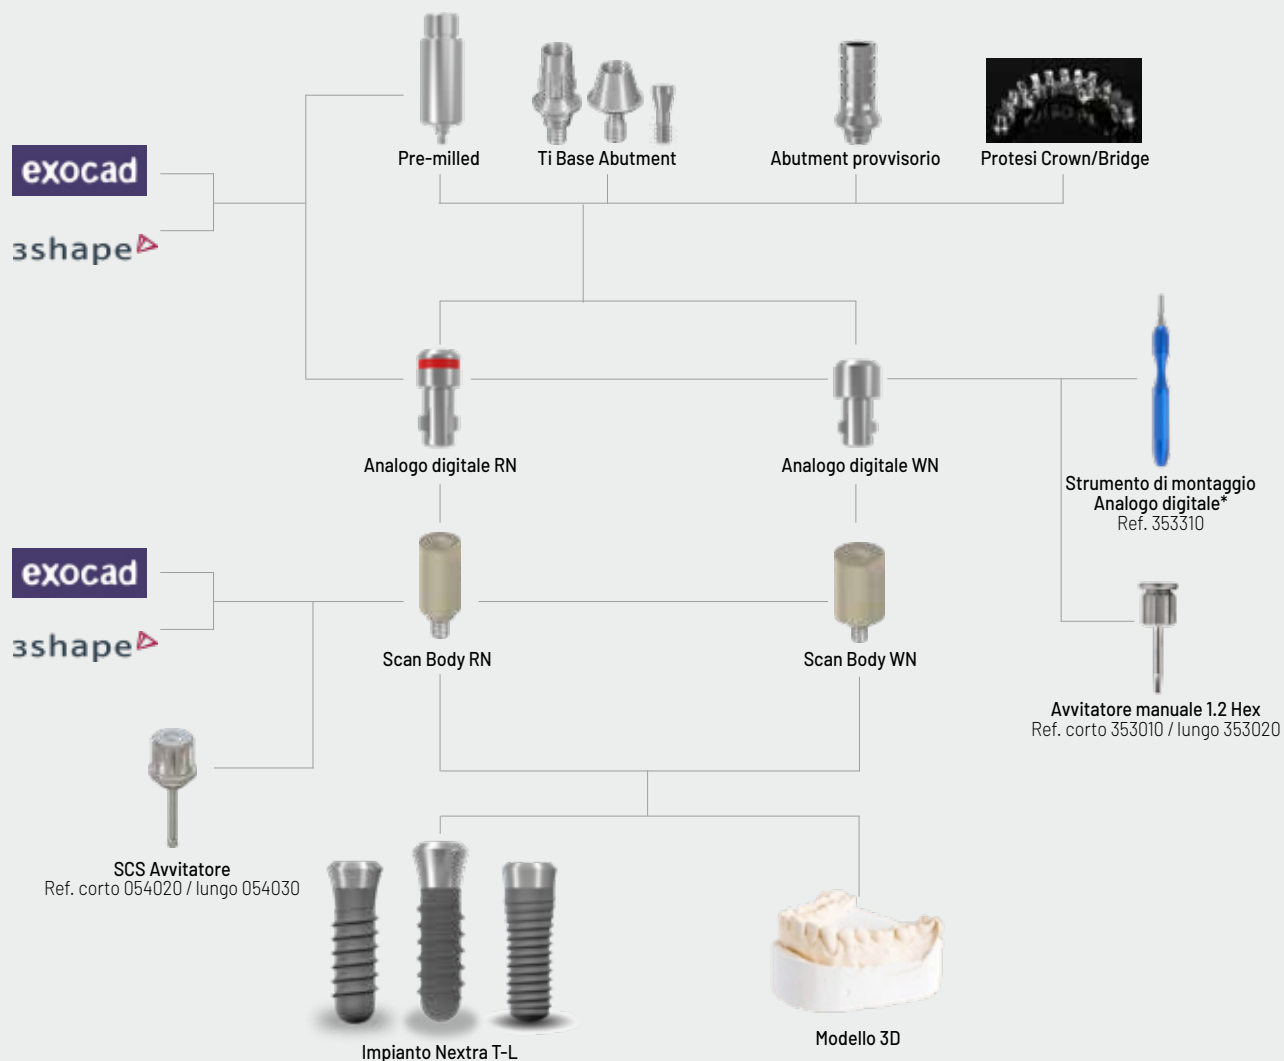 Pre-milled
Ti Base Abutment
Abutment provvisorio
Protesi Crown/Bridge
exocad
3shape
Analogo digitale RN
Analogo digitale WN
Strumento di montaggio
Analogo digitale*
Ref. 353310
exocad
3shape
Scan Body RN
Scan Body WN
Avvitatore manuale 1.2 Hex
Ref. corto 353010 / lungo 353020
SCS Avvitatore
Ref. corto 054020 / lungo 054030
Impianto Nextra T-L
Modello 3D